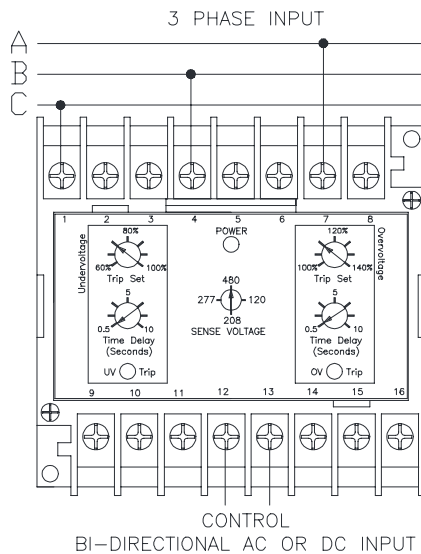 3 PHASE INPUT
A
B
C
1 2 3 4 5 6 7 8
Undervoltage
80%
60% 100%
Trip Set
5
0.5 10
Time Delay
(Seconds)
UV Trip
POWER
480
277 120
208
SENSE VOLTAGE
Overvoltage
120%
100% 140%
Trip Set
5
0.5 10
Time Delay
(Seconds)
OV Trip
9 10 11 12 13 14 15 16
CONTROL
BI-DIRECTIONAL AC OR DC INPUT